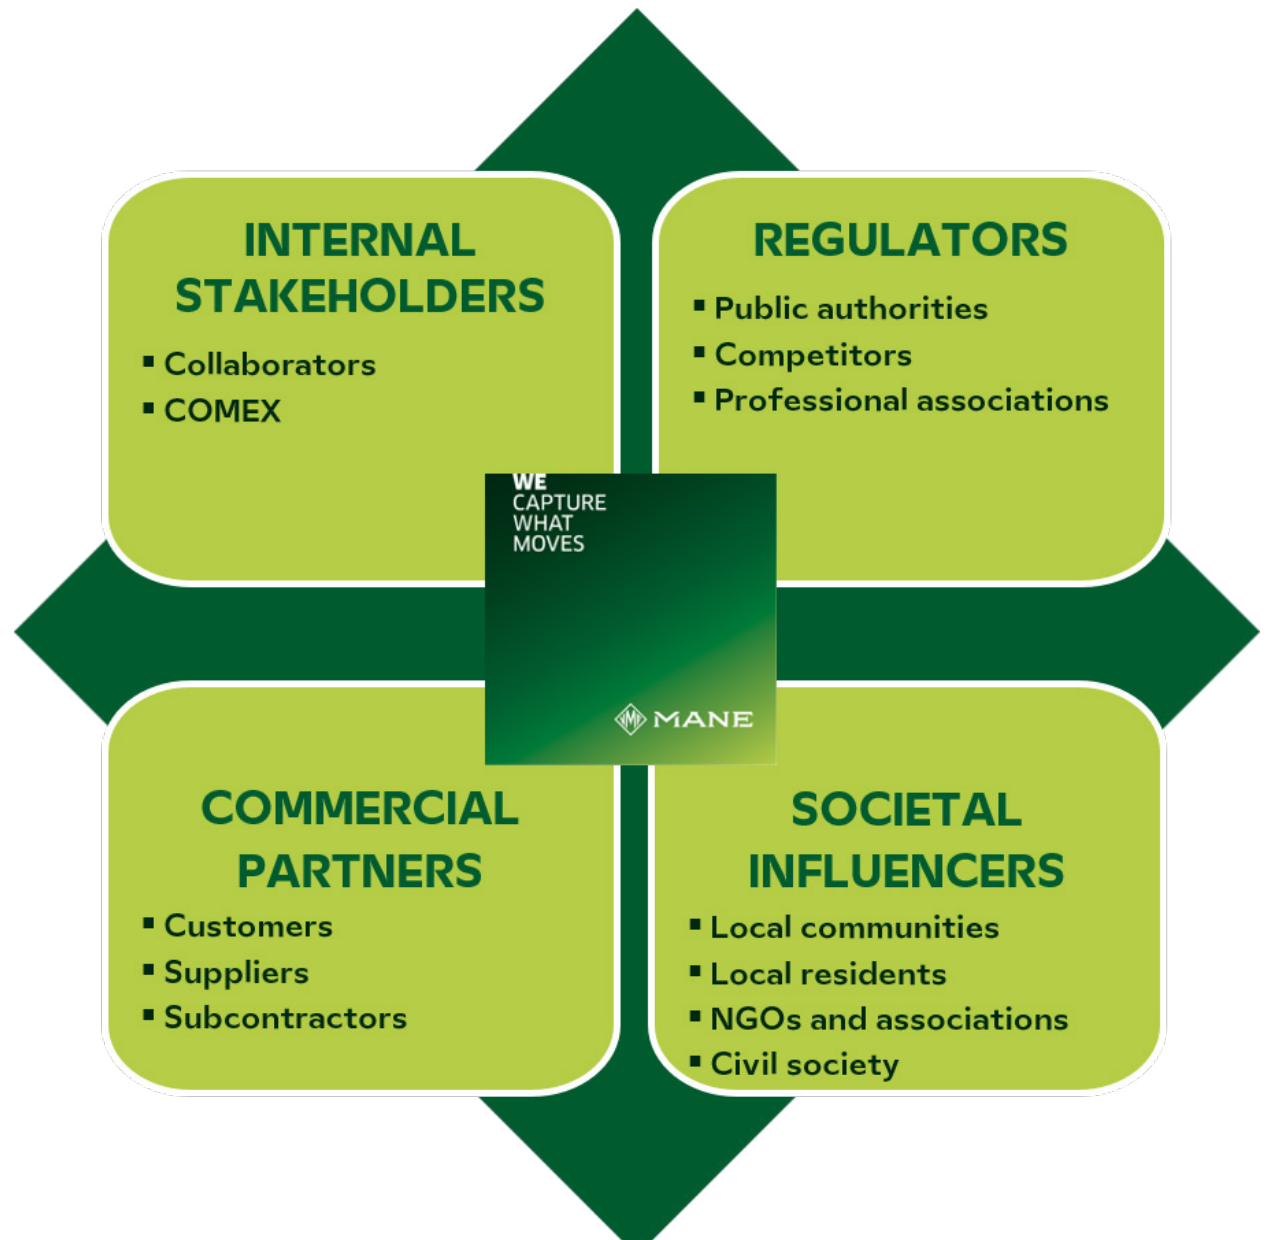 INTERNAL
STAKEHOLDERS
▪ Collaborators
▪ COMEX
REGULATORS
▪ Public authorities
▪ Competitors
▪ Professional associations
WE
CAPTURE
WHAT
MOVES
VMF MANE
COMMERCIAL
PARTNERS
▪ Customers
▪ Suppliers
▪ Subcontractors
SOCIETAL
INFLUENCERS
▪ Local communities
▪ Local residents
▪ NGOs and associations
▪ Civil society